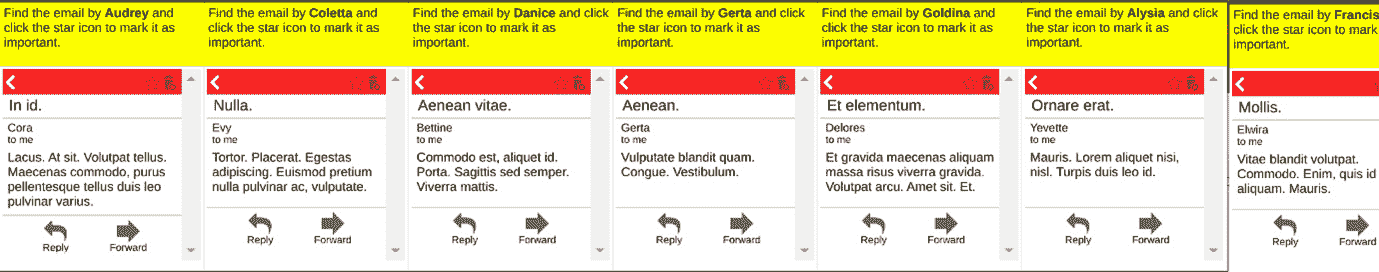 Find the email by Audrey and
click the star icon to mark it as
important.
In id.
Cora
to me
Lacus. At sit. Volutpat tellus.
Maecenas commodo, purus
pellentesque tellus duis leo
pulvinar varius.
Reply Forward
Find the email by Coletta and
click the star icon to mark it as
important.
Nulla.
Evy
to me
Tortor. Placerat. Egestas
adipiscing. Euismod pretium
nulla pulvinar ac, vulputate.
Reply Forward
Find the email by Danice and click
the star icon to mark it as
important.
Aenean vitae.
Bettine
to me
Commodo est, aliquet id.
Porta. Sagittis sed semper.
Viverra mattis.
Reply Forward
Find the email by Gerta and click
the star icon to mark it as
important.
Aenean.
Gerta
to me
Vulputate blandit quam.
Congue. Vestibulum.
Reply Forward
Find the email by Goldina and
click the star icon to mark it as
important.
Et elementum.
Delores
to me
Et gravida maecenas aliquam
massa risus viverra gravida.
Volutpat arcu. Amet sit. Et.
Reply Forward
Find the email by Alysia and
click the star icon to mark it as
important.
Ornare erat.
Yevette
to me
Mauris. Lorem aliquet nisi,
nisl. Turpis duis leo id.
Reply Forward
Find the email by Francis
click the star icon to mark
important.
Mollis.
Elwira
to me
Vitae blandit volutpat.
Commodo. Enim, quis id
aliquam. Mauris.
Reply Forward